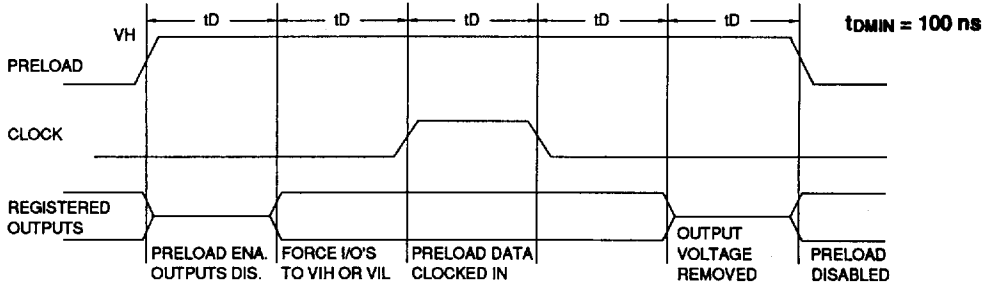 tD tD tD tD tD
tDMIN = 100 ns
VH
PRELOAD
CLOCK
REGISTERED
OUTPUTS
PRELOAD ENA.
OUTPUTS DIS.
FORCE I/O'S
TO VIH OR VIL
PRELOAD DATA
CLOCKED IN
OUTPUT
VOLTAGE
REMOVED
PRELOAD
DISABLED